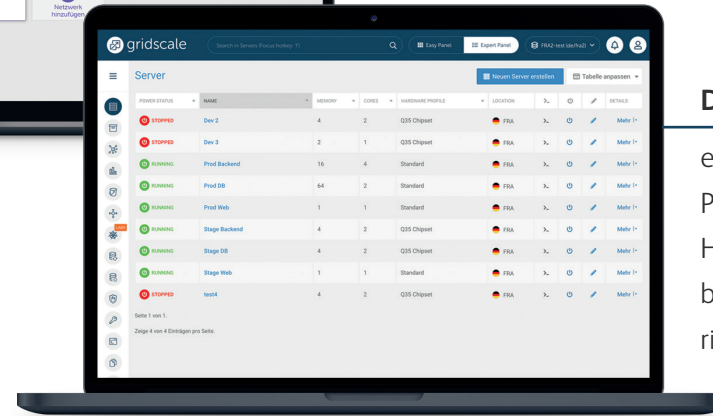 Netzwerk
hinzufügen
gridscale
Search in Servers (Focus hotkey: f)
Easy Panel
Expert Panel
FRA2-test (de/fra2)
Server
Neuen Server erstellen
Tabelle anpassen
POWER STATUS NAME MEMORY CORES HARDWARE PROFILE LOCATION DETAILS
STOPPED Dev 2 4 2 Q35 Chipset FRA Mehr
STOPPED Dev 3 2 1 Q35 Chipset FRA Mehr
RUNNING Prod Backend 16 4 Standard FRA Mehr
RUNNING Prod DB 64 2 Standard FRA Mehr
RUNNING Prod Web 1 1 Standard FRA Mehr
RUNNING Stage Backend 4 2 Q35 Chipset FRA Mehr
RUNNING Stage DB 4 2 Q35 Chipset FRA Mehr
RUNNING Stage Web 1 1 Standard FRA Mehr
STOPPED test4 4 2 Q35 Chipset FRA Mehr
Seite 1 von 1.
Zeige 4 von 4 Einträgen pro Seite.
D
e
P
H
b
ri